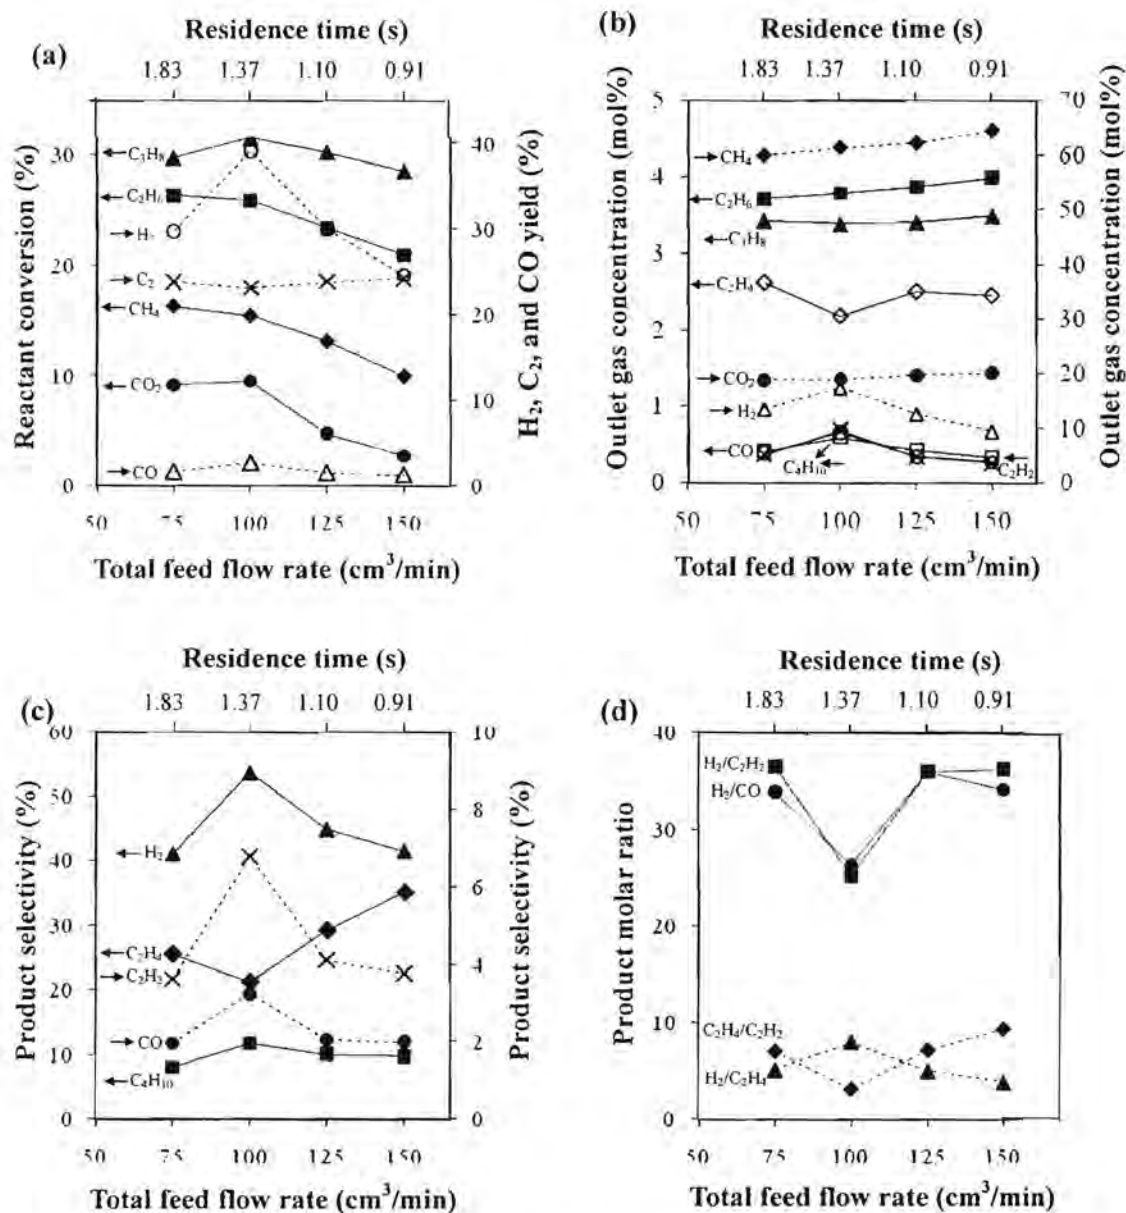 (a)
Residence time (s)
1.83 1.37 1.10 0.91
Reactant conversion (%)
30
20
10
0
C₃H₈
C₂H₆
H₂
C₂
CH₄
CO₂
CO
40
30
20
10
0
H₂, C₂, and CO yield (%)
50 75 100 125 150
Total feed flow rate (cm³/min)
(b)
Residence time (s)
1.83 1.37 1.10 0.91
Outlet gas concentration (mol%)
5
4
3
2
1
0
CH₄
C₂H₆
C₃H₈
C₂H₄
CO₂
H₂
CO
C₄H₁₀
C₂H₂
70
60
50
40
30
20
10
0
Outlet gas concentration (mol%)
50 75 100 125 150
Total feed flow rate (cm³/min)
(c)
Residence time (s)
1.83 1.37 1.10 0.91
Product selectivity (%)
60
50
40
30
20
10
0
H₂
C₂H₄
C₂H₂
CO
C₄H₁₀
10
8
6
4
2
0
Product selectivity (%)
50 75 100 125 150
Total feed flow rate (cm³/min)
(d)
Residence time (s)
1.83 1.37 1.10 0.91
Product molar ratio
40
30
20
10
0
H₂/C₂H₂
H₂/CO
C₂H₄/C₂H₂
H₂/C₂H₄
50 75 100 125 150
Total feed flow rate (cm³/min)